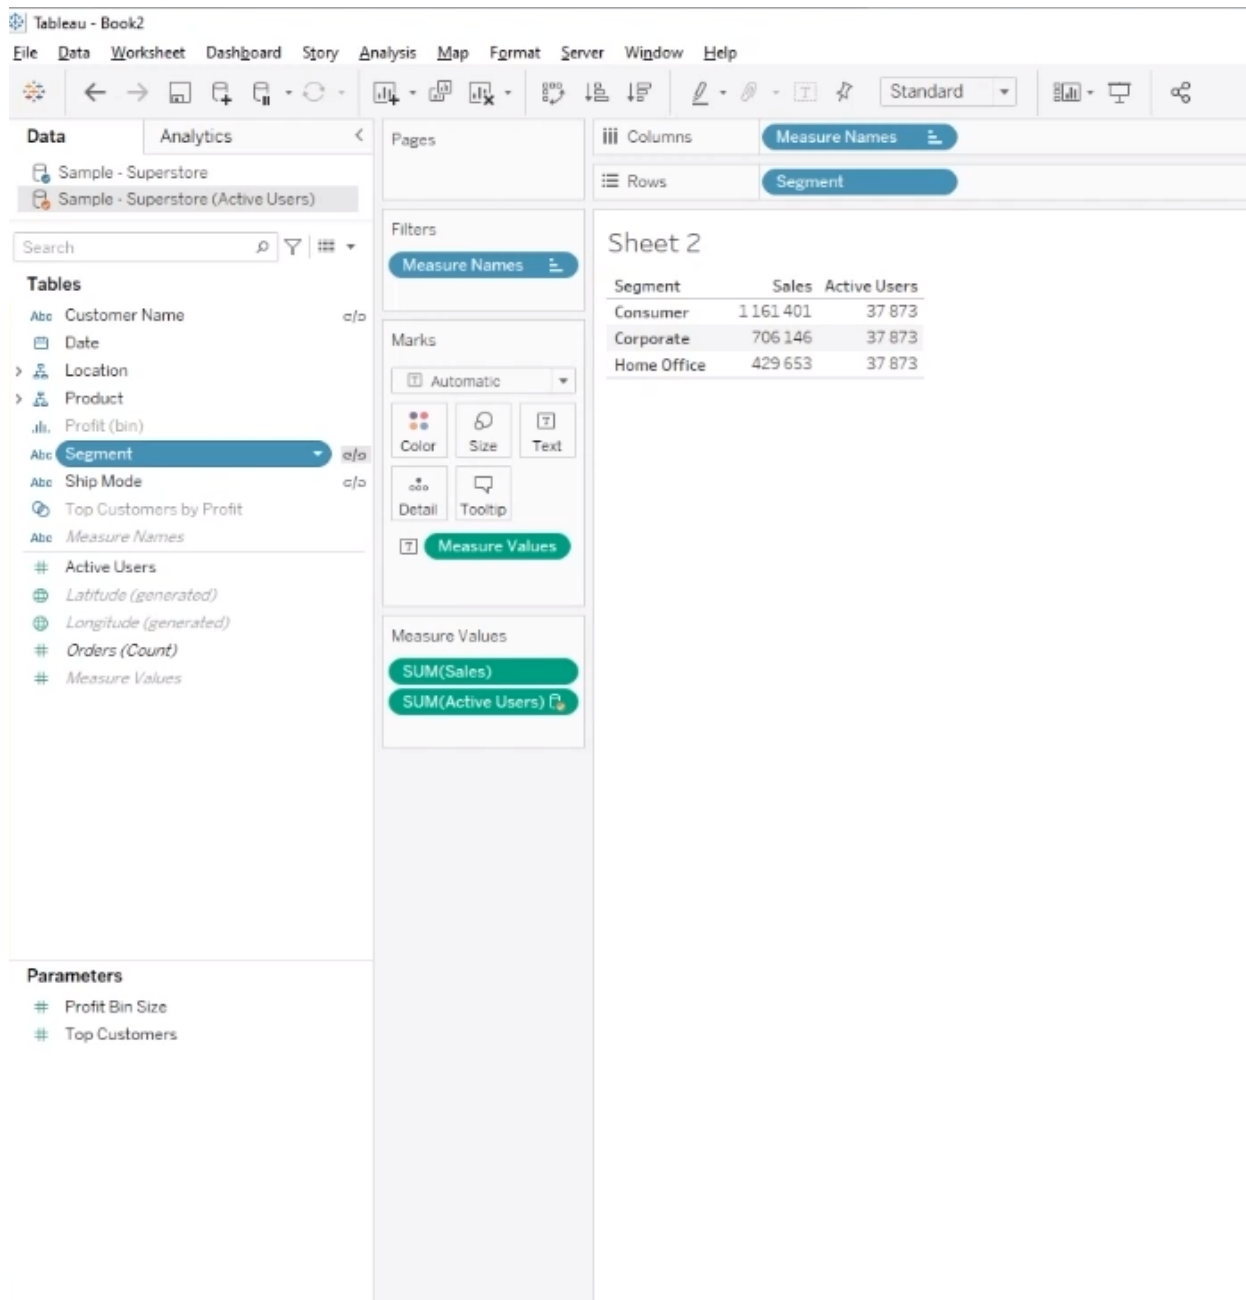 Tableau - Book2
File Data Worksheet Dashboard Story Analysis Map Format Server Window Help
Standard
Data Analytics
Sample - Superstore
Sample - Superstore (Active Users)
Search
Tables
Abc Customer Name
Date
Location
Product
Profit (bin)
Abc Segment
Abc Ship Mode
Top Customers by Profit
Abc Measure Names
# Active Users
Latitude (generated)
Longitude (generated)
# Orders (Count)
# Measure Values
Parameters
# Profit Bin Size
# Top Customers
Pages
Filters
Measure Names
Marks
T Automatic
Color Size Text
Detail Tooltip
T Measure Values
Measure Values
SUM(Sales)
SUM(Active Users)
Columns Measure Names
Rows Segment
Sheet 2
Segment Sales Active Users
Consumer 1 161 401 37 873
Corporate 706 146 37 873
Home Office 429 653 37 873